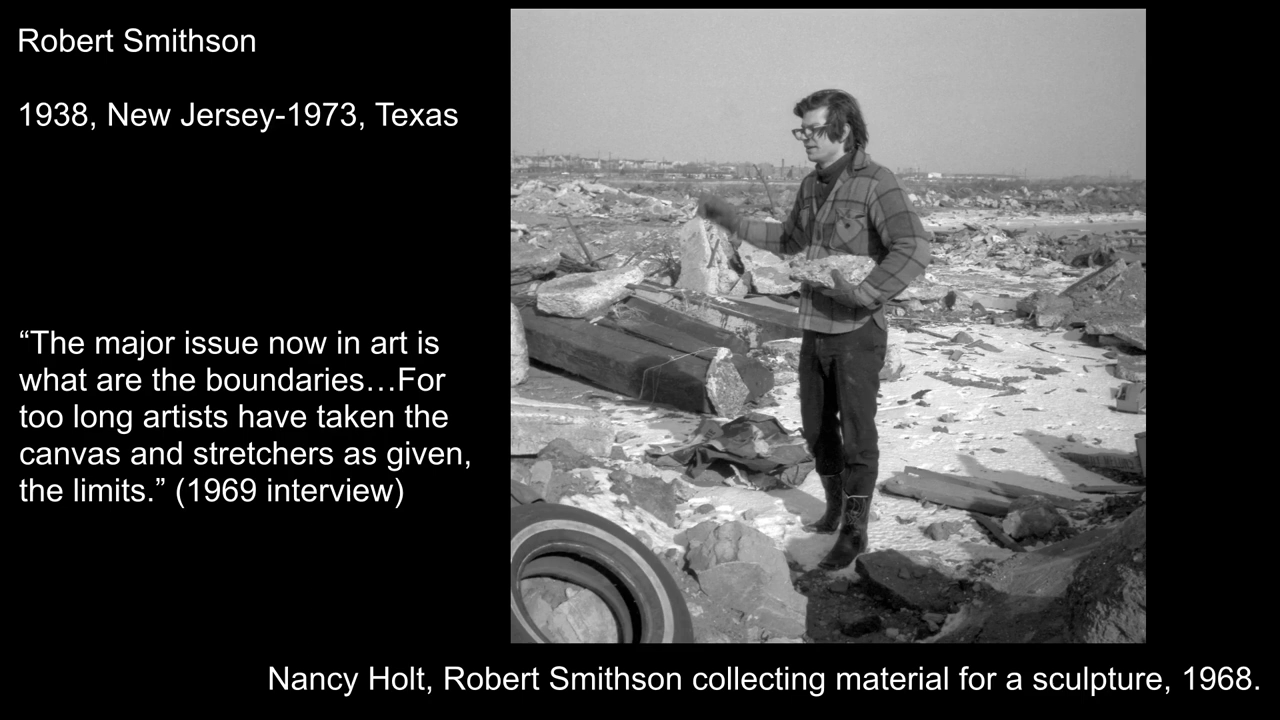 Robert Smithson
1938, New Jersey-1973, Texas
“The major issue now in art is
what are the boundaries…For
too long artists have taken the
canvas and stretchers as given,
the limits.” (1969 interview)
Nancy Holt, Robert Smithson collecting material for a sculpture, 1968.